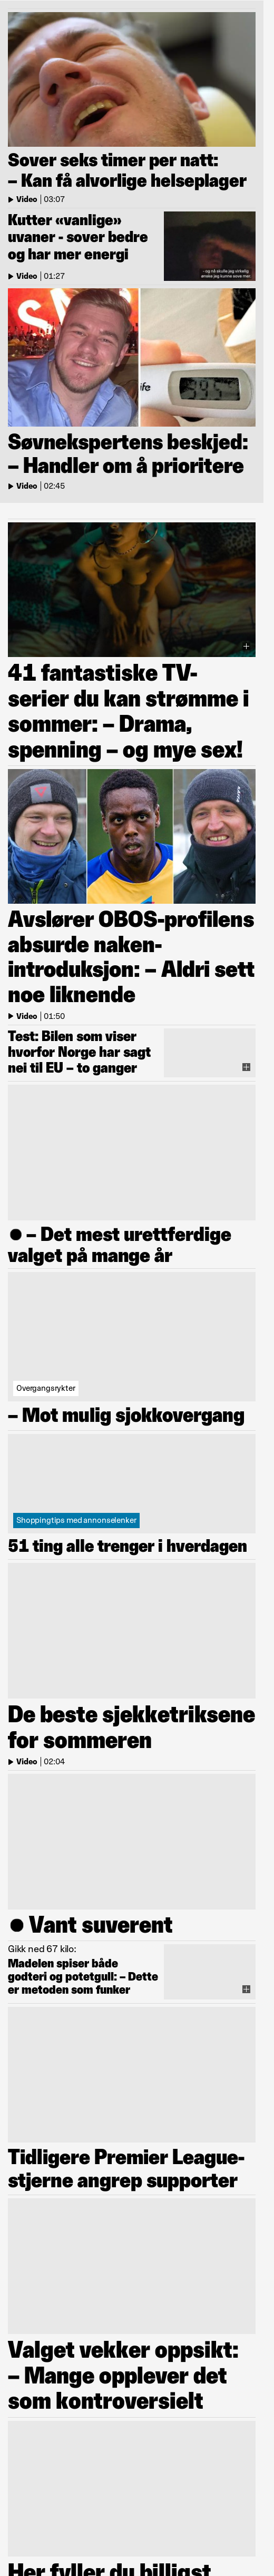 Sover seks timer per natt:
– Kan få alvorlige helseplager
Video | 03:07
Kutter «vanlige»
uvaner - sover bedre
og har mer energi
– og nå skulle jeg virkelig
ønske jeg kunne sove mer.
Video | 01:27
Søvnekspertens beskjed:
– Handler om å prioritere
Video | 02:45
41 fantastiske TV-
serier du kan strømme i
sommer: – Drama,
spenning – og mye sex!
Avslører OBOS-profilens
absurde naken-
introduksjon: – Aldri sett
noe liknende
Video | 01:50
Test: Bilen som viser
hvorfor Norge har sagt
nei til EU – to ganger
– Det mest urettferdige
valget på mange år
Overgangsrykter
– Mot mulig sjokkovergang
Shoppingtips med annonselenker
51 ting alle trenger i hverdagen
De beste sjekketriksene
for sommeren
Video | 02:04
Vant suverent
Gikk ned 67 kilo:
Madelen spiser både
godteri og potetgull: – Dette
er metoden som funker
Tidligere Premier League-
stjerne angrep supporter
Valget vekker oppsikt:
– Mange opplever det
som kontroversielt
Her fyller du billigst